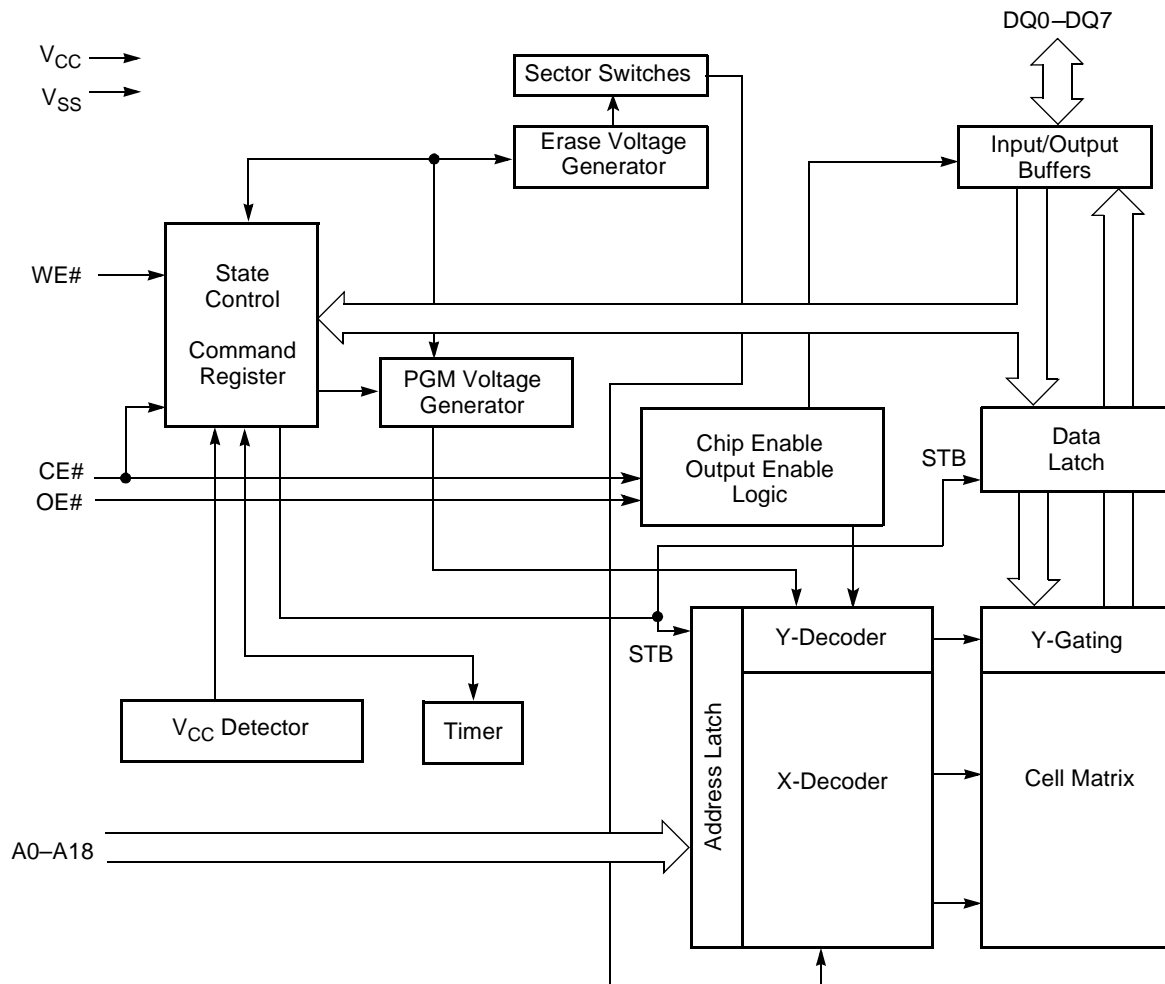 DQ0–DQ7
VCC
VSS
Sector Switches
Erase Voltage
Generator
Input/Output
Buffers
WE#
State
Control
Command
Register
PGM Voltage
Generator
Chip Enable
Output Enable
Logic
Data
Latch
STB
CE#
OE#
STB
Y-Decoder
Y-Gating
VCC Detector
Timer
Address Latch
X-Decoder
Cell Matrix
A0–A18